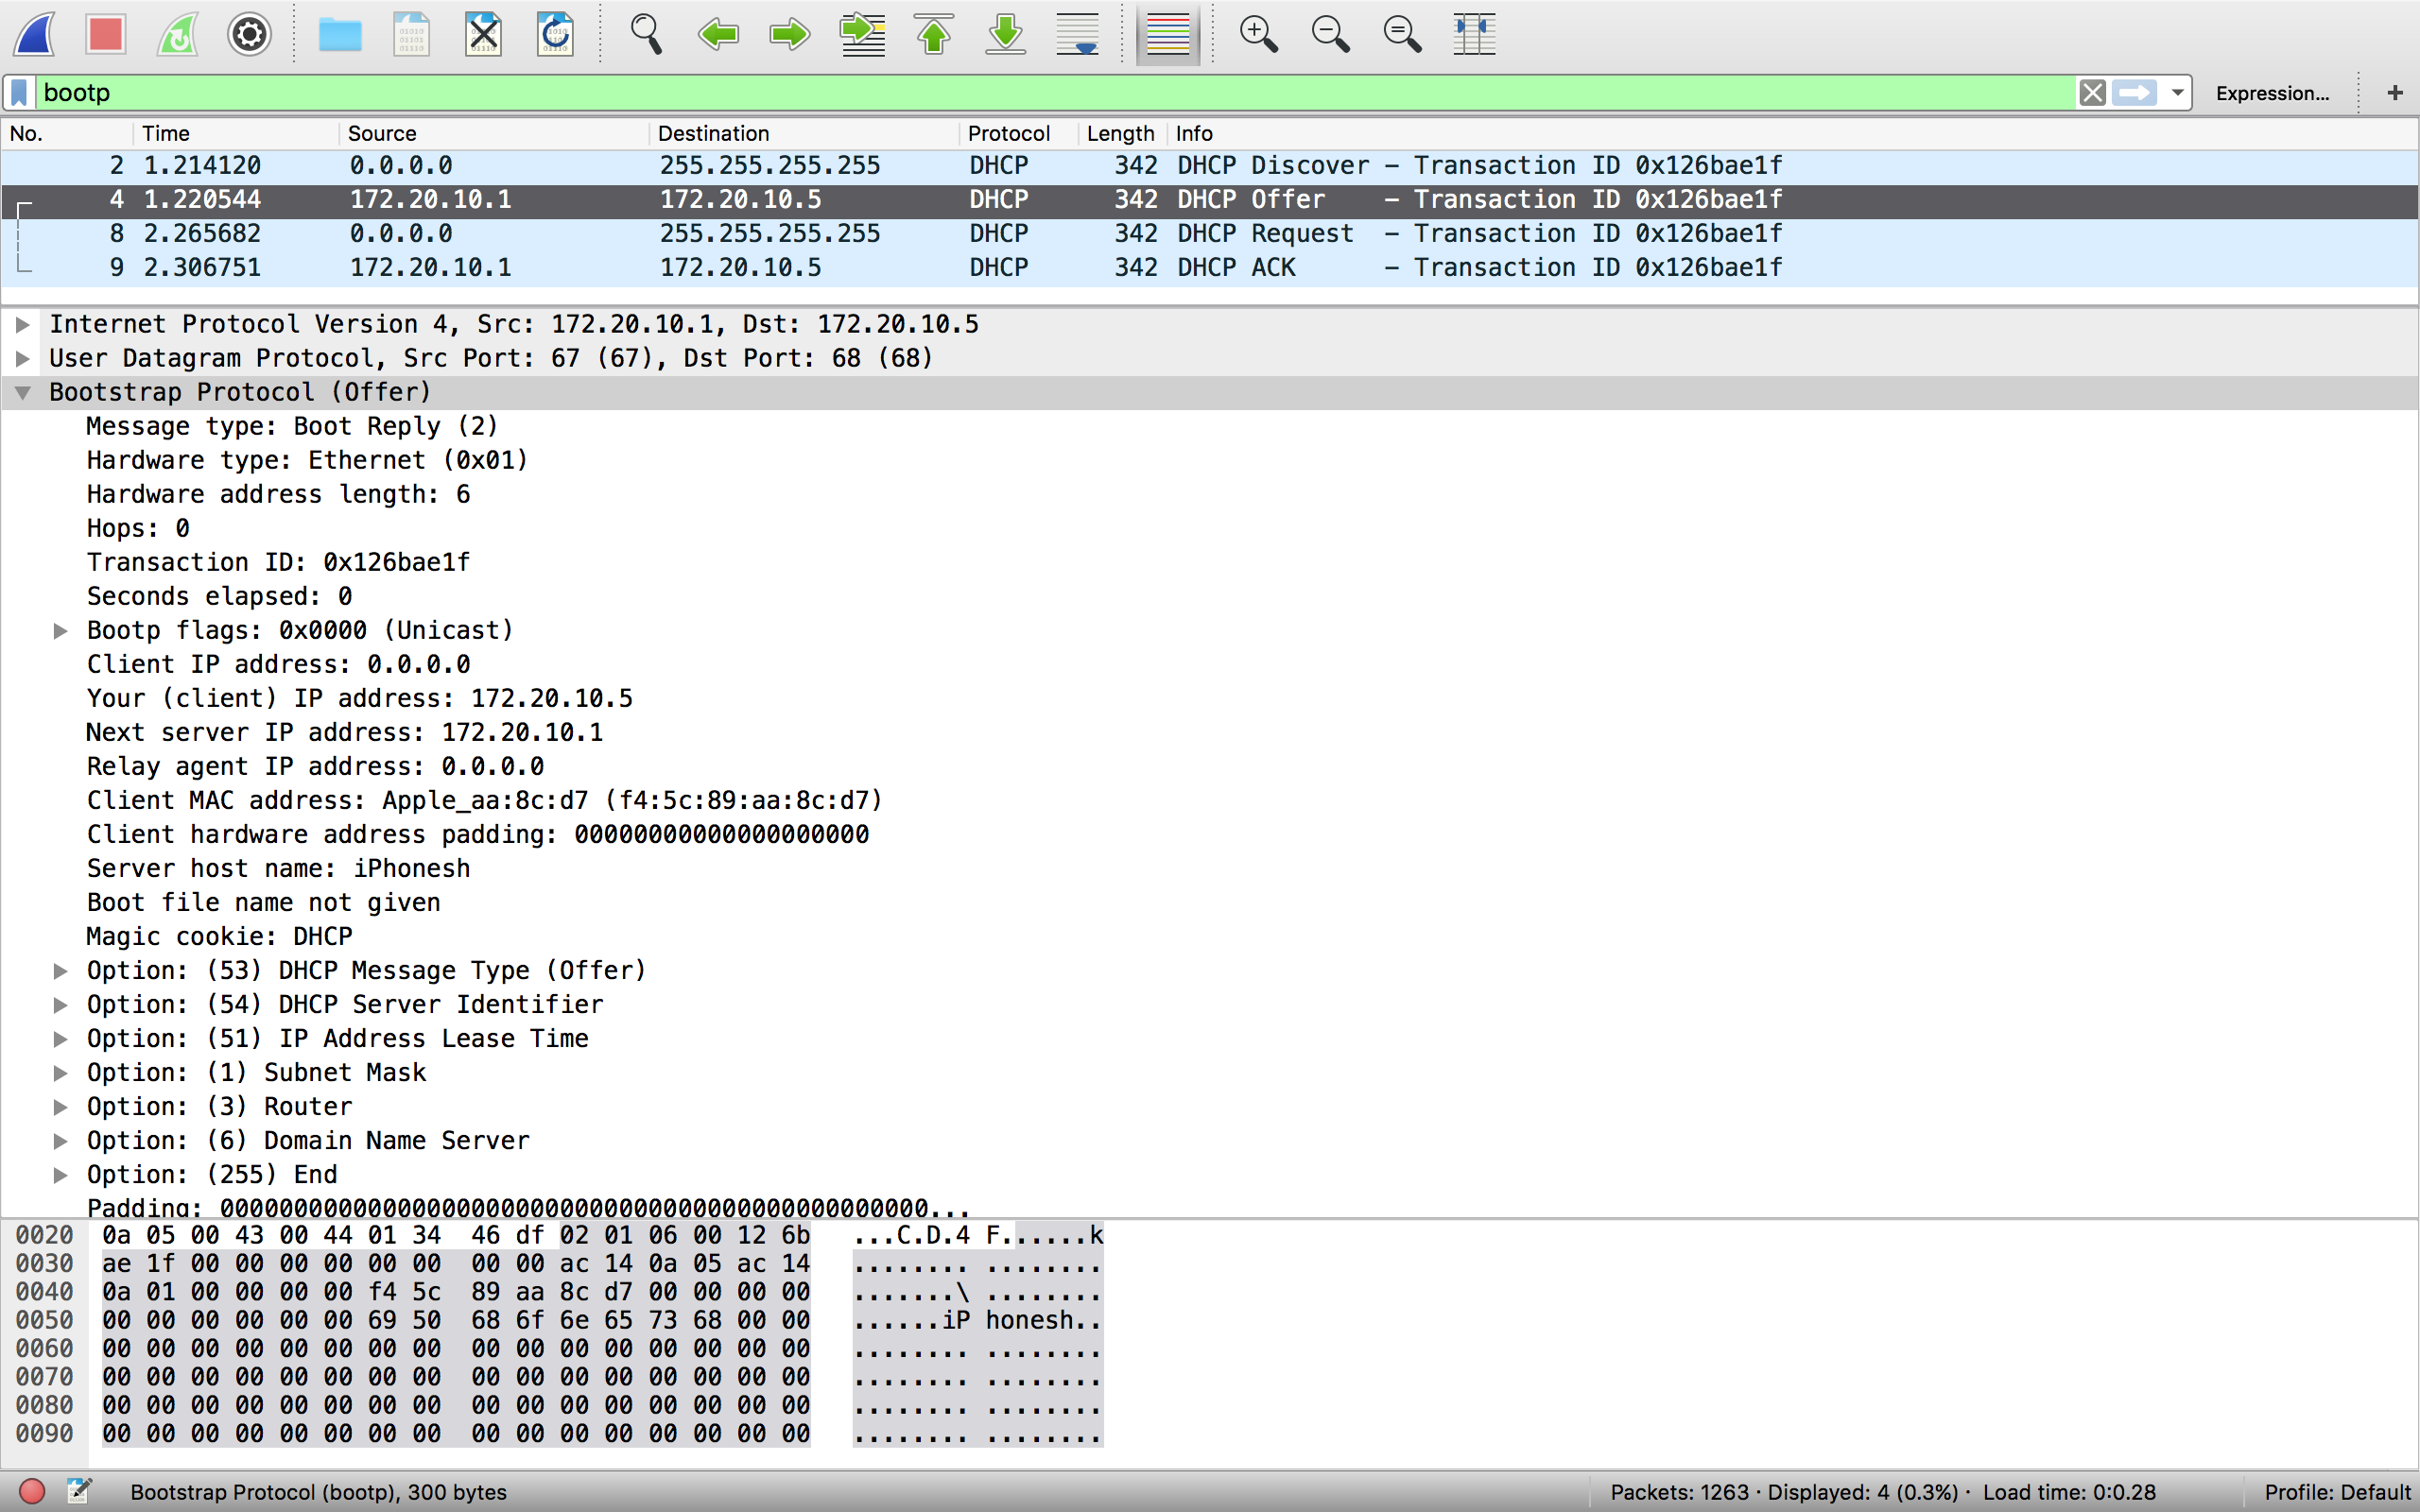 bootp
Expression... +
No. Time Source Destination Protocol Length Info
2 1.214120 0.0.0.0 255.255.255.255 DHCP 342 DHCP Discover – Transaction ID 0x126bae1f
4 1.220544 172.20.10.1 172.20.10.5 DHCP 342 DHCP Offer – Transaction ID 0x126bae1f
8 2.265682 0.0.0.0 255.255.255.255 DHCP 342 DHCP Request – Transaction ID 0x126bae1f
9 2.306751 172.20.10.1 172.20.10.5 DHCP 342 DHCP ACK – Transaction ID 0x126bae1f
Internet Protocol Version 4, Src: 172.20.10.1, Dst: 172.20.10.5
User Datagram Protocol, Src Port: 67 (67), Dst Port: 68 (68)
Bootstrap Protocol (Offer)
Message type: Boot Reply (2)
Hardware type: Ethernet (0x01)
Hardware address length: 6
Hops: 0
Transaction ID: 0x126bae1f
Seconds elapsed: 0
Bootp flags: 0x0000 (Unicast)
Client IP address: 0.0.0.0
Your (client) IP address: 172.20.10.5
Next server IP address: 172.20.10.1
Relay agent IP address: 0.0.0.0
Client MAC address: Apple_aa:8c:d7 (f4:5c:89:aa:8c:d7)
Client hardware address padding: 00000000000000000000
Server host name: iPhonesh
Boot file name not given
Magic cookie: DHCP
Option: (53) DHCP Message Type (Offer)
Option: (54) DHCP Server Identifier
Option: (51) IP Address Lease Time
Option: (1) Subnet Mask
Option: (3) Router
Option: (6) Domain Name Server
Option: (255) End
Padding: 000000000000000000000000000000000000000000000000...
0020 0a 05 00 43 00 44 01 34 46 df 02 01 06 00 12 6b ...C.D.4 F......k
0030 ae 1f 00 00 00 00 00 00 00 00 ac 14 0a 05 ac 14 ........ ........
0040 0a 01 00 00 00 00 f4 5c 89 aa 8c d7 00 00 00 00 .......\ ........
0050 00 00 00 00 00 00 69 50 68 6f 6e 65 73 68 00 00 ......iP honesh..
0060 00 00 00 00 00 00 00 00 00 00 00 00 00 00 00 00 ........ ........
0070 00 00 00 00 00 00 00 00 00 00 00 00 00 00 00 00 ........ ........
0080 00 00 00 00 00 00 00 00 00 00 00 00 00 00 00 00 ........ ........
0090 00 00 00 00 00 00 00 00 00 00 00 00 00 00 00 00 ........ ........
Bootstrap Protocol (bootp), 300 bytes Packets: 1263 · Displayed: 4 (0.3%) · Load time: 0:0.28 Profile: Default